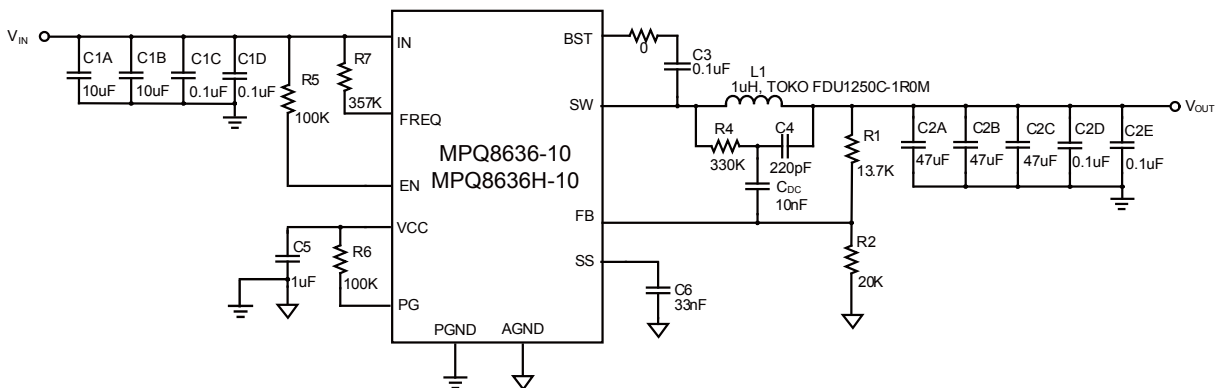 VIN
C1A
10uF
C1B
10uF
C1C
0.1uF
C1D
0.1uF
R5
100K
R7
357K
IN
FREQ
EN
VCC
PG
PGND
AGND
MPQ8636-10
MPQ8636H-10
BST
SW
FB
SS
C5
1uF
R6
100K
0
C3
0.1uF
L1
1uH, TOKO FDU1250C-1R0M
R4
330K
C4
220pF
CDC
10nF
R1
13.7K
R2
20K
C6
33nF
C2A
47uF
C2B
47uF
C2C
47uF
C2D
0.1uF
C2E
0.1uF
VOUT